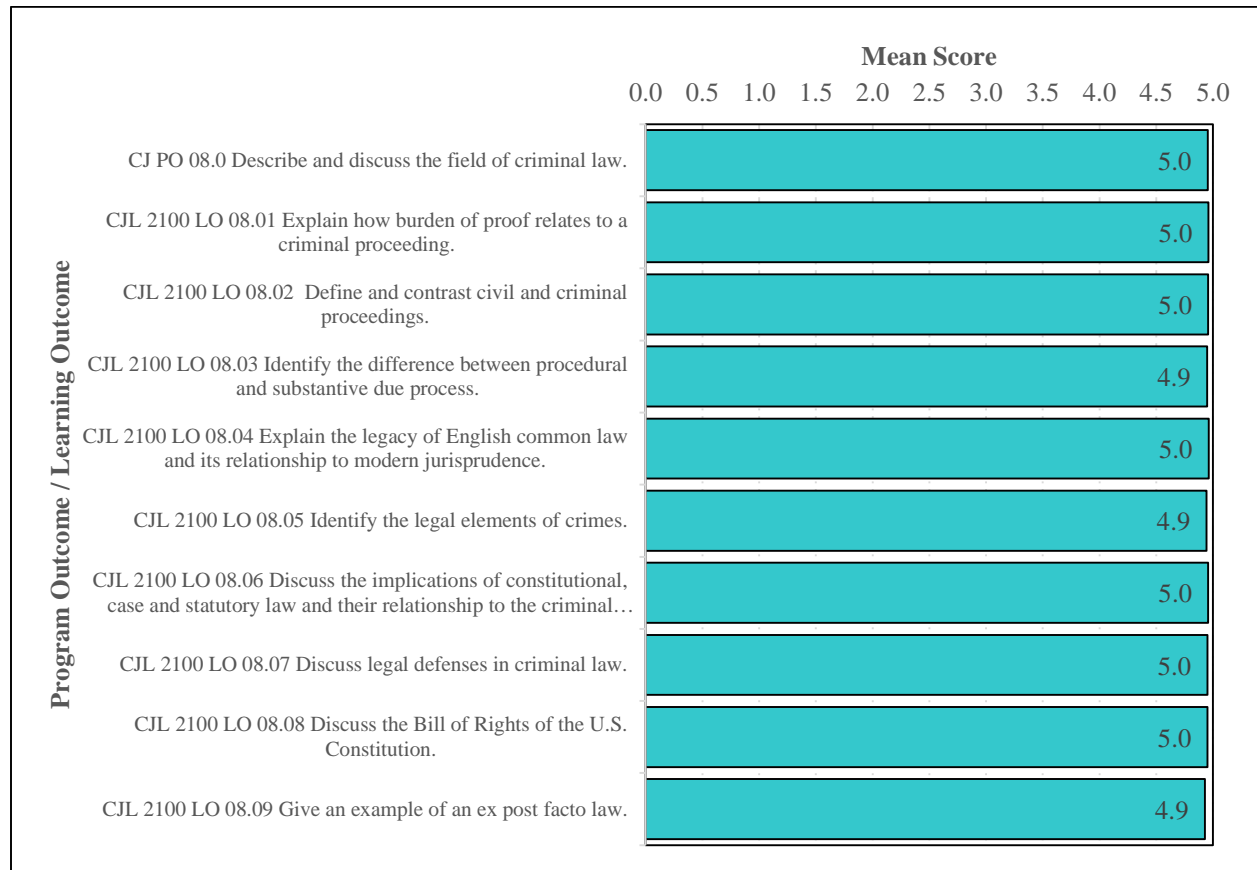 Mean Score
0.0 0.5 1.0 1.5 2.0 2.5 3.0 3.5 4.0 4.5 5.0
Program Outcome / Learning Outcome
CJ PO 08.0 Describe and discuss the field of criminal law.
5.0
CJL 2100 LO 08.01 Explain how burden of proof relates to a
criminal proceeding.
5.0
CJL 2100 LO 08.02  Define and contrast civil and criminal
proceedings.
5.0
CJL 2100 LO 08.03 Identify the difference between procedural
and substantive due process.
4.9
CJL 2100 LO 08.04 Explain the legacy of English common law
and its relationship to modern jurisprudence.
5.0
CJL 2100 LO 08.05 Identify the legal elements of crimes.
4.9
CJL 2100 LO 08.06 Discuss the implications of constitutional,
case and statutory law and their relationship to the criminal…
5.0
CJL 2100 LO 08.07 Discuss legal defenses in criminal law.
5.0
CJL 2100 LO 08.08 Discuss the Bill of Rights of the U.S.
Constitution.
5.0
CJL 2100 LO 08.09 Give an example of an ex post facto law.
4.9